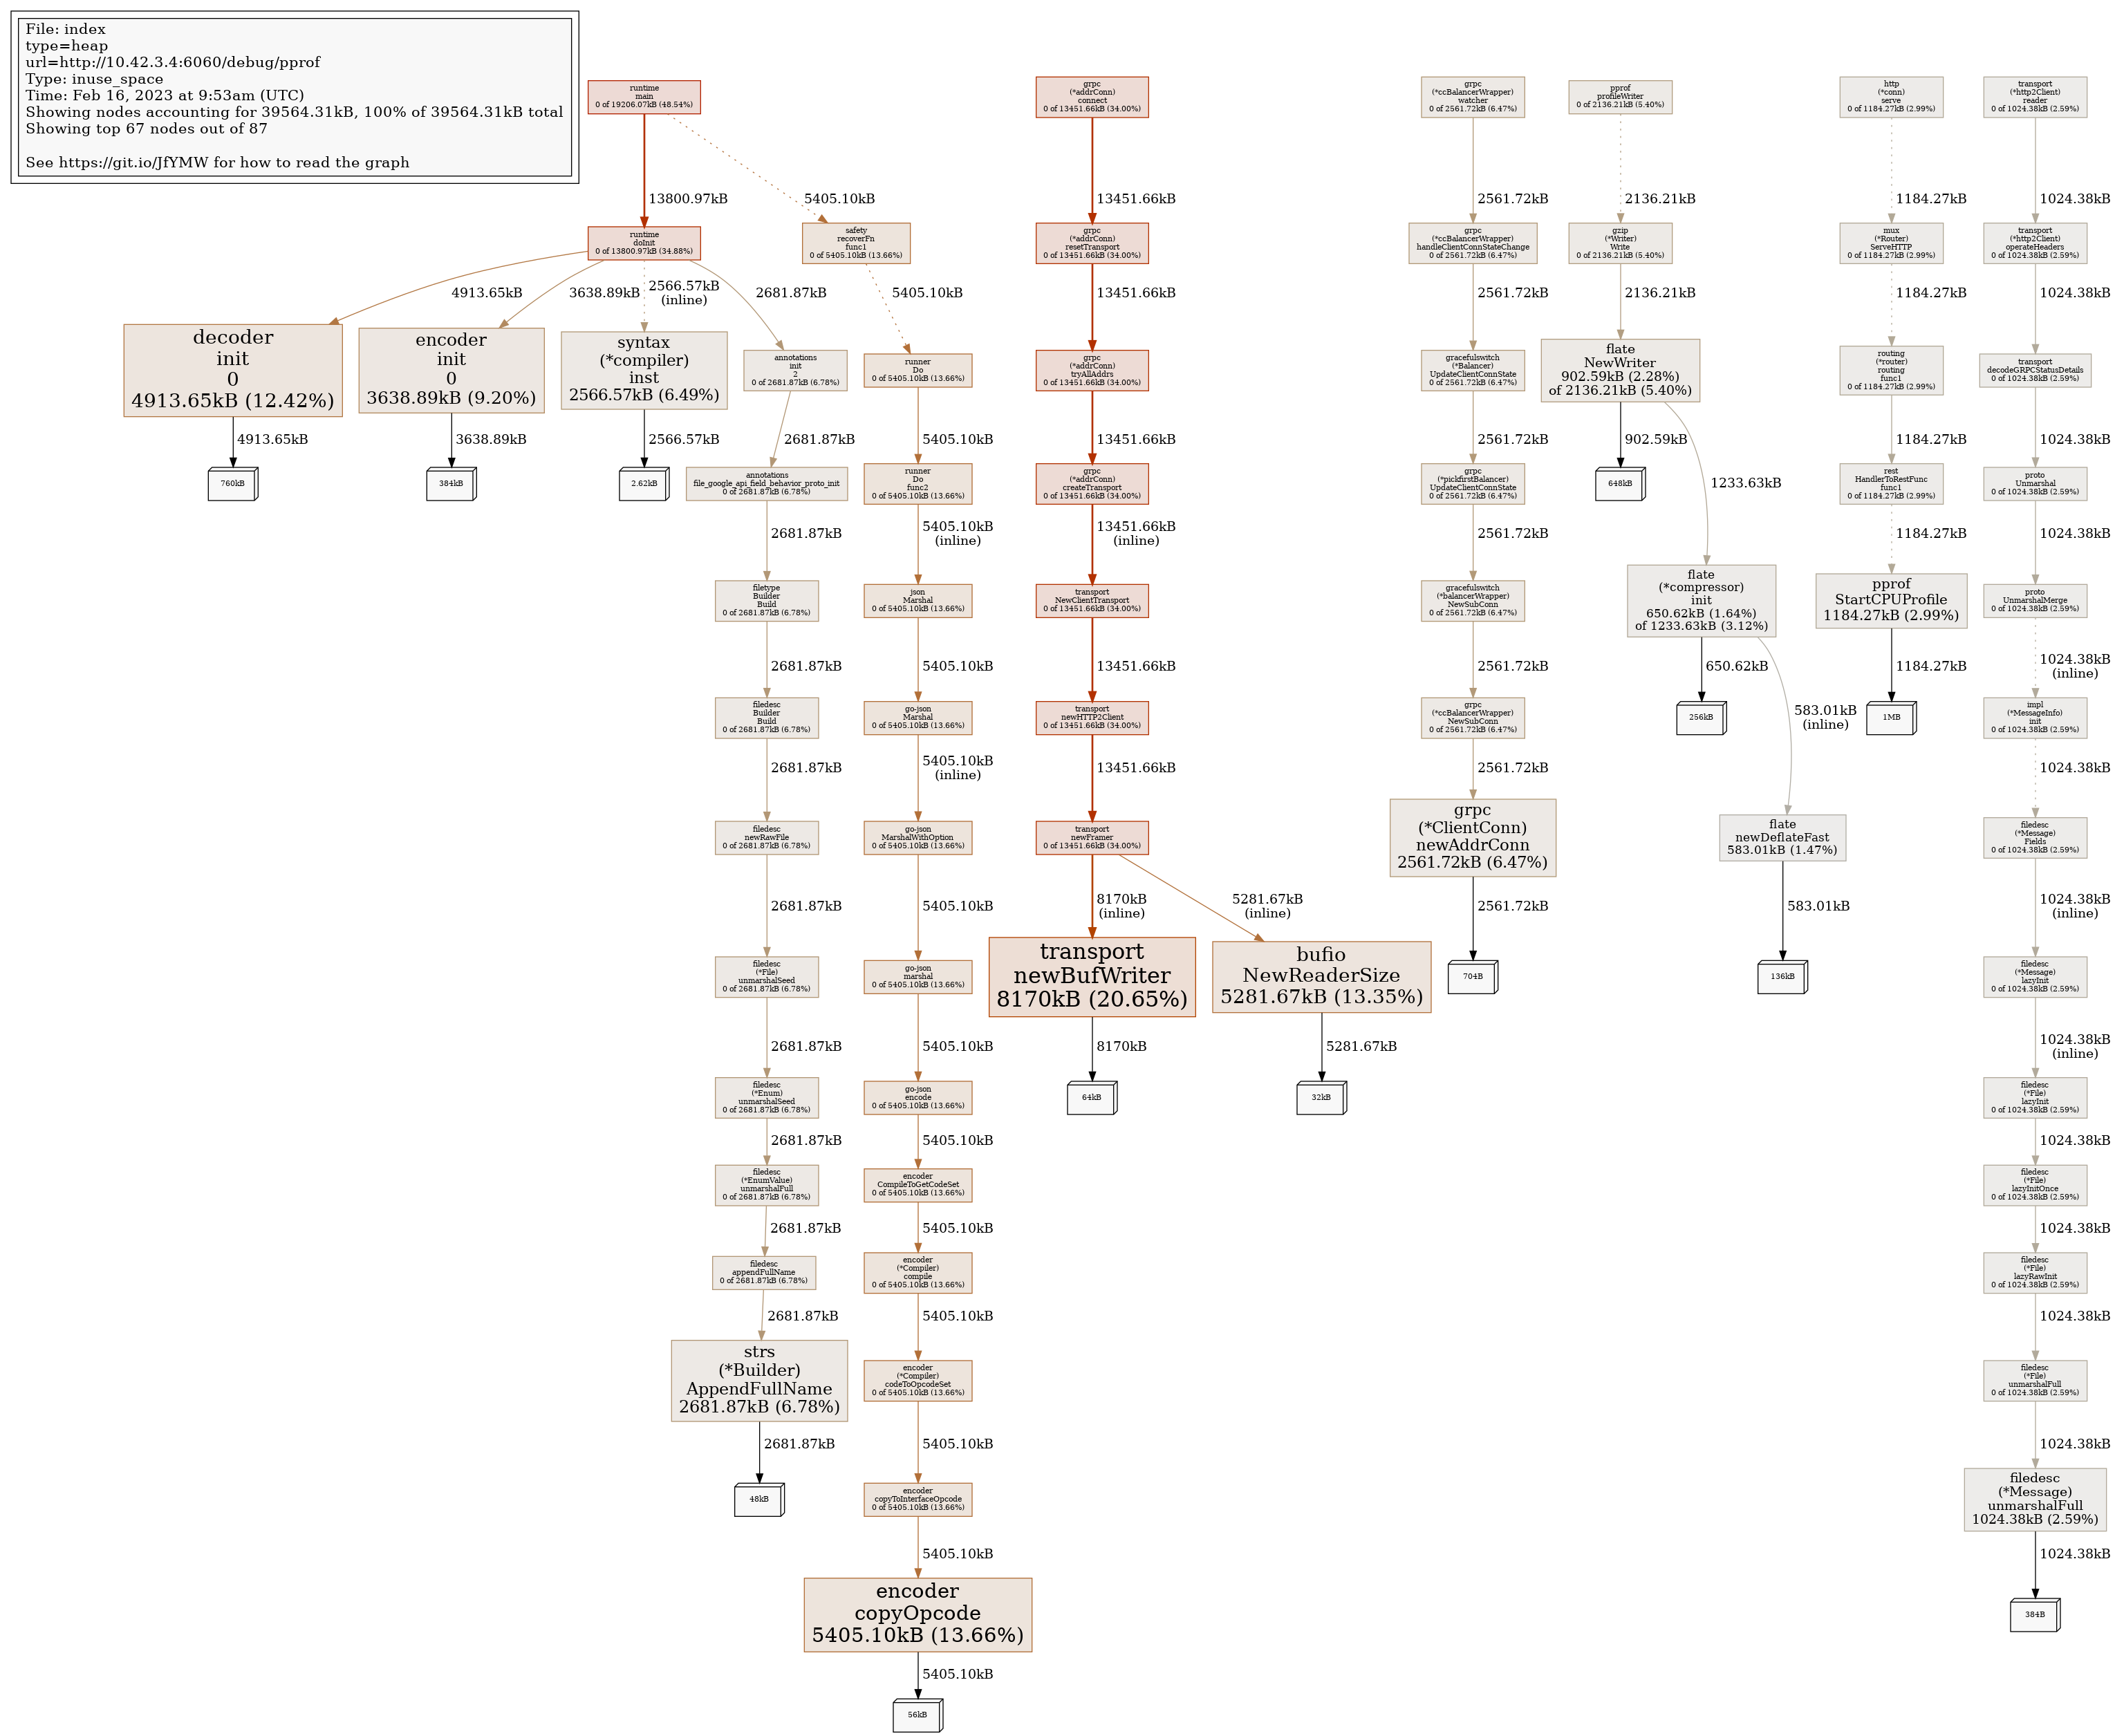 File: index
type=heap
url=http://10.42.3.4:6060/debug/pprof
Type: inuse_space
Time: Feb 16, 2023 at 9:53am (UTC)
Showing nodes accounting for 39564.31kB, 100% of 39564.31kB total
Showing top 67 nodes out of 87
See https://git.io/JfYMW for how to read the graph
runtime
main
0 of 19206.07kB (48.54%)
13800.97kB
5405.10kB
runtime
doInit
0 of 13800.97kB (34.88%)
4913.65kB
3638.89kB
2566.57kB
(inline)
2681.87kB
decoder
init
0
4913.65kB (12.42%)
4913.65kB
760kB
encoder
init
0
3638.89kB (9.20%)
3638.89kB
384kB
syntax
(*compiler)
inst
2566.57kB (6.49%)
2566.57kB
2.62kB
annotations
init
2
0 of 2681.87kB (6.78%)
2681.87kB
annotations
file_google_api_field_behavior_proto_init
0 of 2681.87kB (6.78%)
2681.87kB
filetype
Builder
Build
0 of 2681.87kB (6.78%)
2681.87kB
filedesc
Builder
Build
0 of 2681.87kB (6.78%)
2681.87kB
filedesc
newRawFile
0 of 2681.87kB (6.78%)
2681.87kB
filedesc
(*File)
unmarshalSeed
0 of 2681.87kB (6.78%)
2681.87kB
filedesc
(*Enum)
unmarshalSeed
0 of 2681.87kB (6.78%)
2681.87kB
filedesc
(*EnumValue)
unmarshalFull
0 of 2681.87kB (6.78%)
2681.87kB
filedesc
appendFullName
0 of 2681.87kB (6.78%)
2681.87kB
strs
(*Builder)
AppendFullName
2681.87kB (6.78%)
2681.87kB
48kB
safety
recoverFn
func1
0 of 5405.10kB (13.66%)
5405.10kB
runner
Do
0 of 5405.10kB (13.66%)
5405.10kB
runner
Do
func2
0 of 5405.10kB (13.66%)
5405.10kB
(inline)
json
Marshal
0 of 5405.10kB (13.66%)
5405.10kB
go-json
Marshal
0 of 5405.10kB (13.66%)
5405.10kB
(inline)
go-json
MarshalWithOption
0 of 5405.10kB (13.66%)
5405.10kB
go-json
marshal
0 of 5405.10kB (13.66%)
5405.10kB
go-json
encode
0 of 5405.10kB (13.66%)
5405.10kB
encoder
CompileToGetCodeSet
0 of 5405.10kB (13.66%)
5405.10kB
encoder
(*Compiler)
compile
0 of 5405.10kB (13.66%)
5405.10kB
encoder
(*Compiler)
codeToOpcodeSet
0 of 5405.10kB (13.66%)
5405.10kB
encoder
copyToInterfaceOpcode
0 of 5405.10kB (13.66%)
5405.10kB
encoder
copyOpcode
5405.10kB (13.66%)
5405.10kB
56kB
grpc
(*addrConn)
connect
0 of 13451.66kB (34.00%)
13451.66kB
grpc
(*addrConn)
resetTransport
0 of 13451.66kB (34.00%)
13451.66kB
grpc
(*addrConn)
tryAllAddrs
0 of 13451.66kB (34.00%)
13451.66kB
grpc
(*addrConn)
createTransport
0 of 13451.66kB (34.00%)
13451.66kB
(inline)
transport
NewClientTransport
0 of 13451.66kB (34.00%)
13451.66kB
transport
newHTTP2Client
0 of 13451.66kB (34.00%)
13451.66kB
transport
newFramer
0 of 13451.66kB (34.00%)
8170kB
(inline)
5281.67kB
(inline)
transport
newBufWriter
8170kB (20.65%)
8170kB
64kB
bufio
NewReaderSize
5281.67kB (13.35%)
5281.67kB
32kB
grpc
(*ccBalancerWrapper)
watcher
0 of 2561.72kB (6.47%)
2561.72kB
grpc
(*ccBalancerWrapper)
handleClientConnStateChange
0 of 2561.72kB (6.47%)
2561.72kB
gracefulswitch
(*Balancer)
UpdateClientConnState
0 of 2561.72kB (6.47%)
2561.72kB
grpc
(*pickfirstBalancer)
UpdateClientConnState
0 of 2561.72kB (6.47%)
2561.72kB
gracefulswitch
(*balancerWrapper)
NewSubConn
0 of 2561.72kB (6.47%)
2561.72kB
grpc
(*ccBalancerWrapper)
NewSubConn
0 of 2561.72kB (6.47%)
2561.72kB
grpc
(*ClientConn)
newAddrConn
2561.72kB (6.47%)
2561.72kB
704B
pprof
profileWriter
0 of 2136.21kB (5.40%)
2136.21kB
gzip
(*Writer)
Write
0 of 2136.21kB (5.40%)
2136.21kB
flate
NewWriter
902.59kB (2.28%)
of 2136.21kB (5.40%)
902.59kB
648kB
1233.63kB
flate
(*compressor)
init
650.62kB (1.64%)
of 1233.63kB (3.12%)
650.62kB
256kB
583.01kB
(inline)
flate
newDeflateFast
583.01kB (1.47%)
583.01kB
136kB
http
(*conn)
serve
0 of 1184.27kB (2.99%)
1184.27kB
mux
(*Router)
ServeHTTP
0 of 1184.27kB (2.99%)
1184.27kB
routing
(*router)
routing
func1
0 of 1184.27kB (2.99%)
1184.27kB
rest
HandlerToRestFunc
func1
0 of 1184.27kB (2.99%)
1184.27kB
pprof
StartCPUProfile
1184.27kB (2.99%)
1184.27kB
1MB
transport
(*http2Client)
reader
0 of 1024.38kB (2.59%)
1024.38kB
transport
(*http2Client)
operateHeaders
0 of 1024.38kB (2.59%)
1024.38kB
transport
decodeGRPCStatusDetails
0 of 1024.38kB (2.59%)
1024.38kB
proto
Unmarshal
0 of 1024.38kB (2.59%)
1024.38kB
proto
UnmarshalMerge
0 of 1024.38kB (2.59%)
1024.38kB
(inline)
impl
(*MessageInfo)
init
0 of 1024.38kB (2.59%)
1024.38kB
filedesc
(*Message)
Fields
0 of 1024.38kB (2.59%)
1024.38kB
(inline)
filedesc
(*Message)
lazyInit
0 of 1024.38kB (2.59%)
1024.38kB
(inline)
filedesc
(*File)
lazyInit
0 of 1024.38kB (2.59%)
1024.38kB
filedesc
(*File)
lazyInitOnce
0 of 1024.38kB (2.59%)
1024.38kB
filedesc
(*File)
lazyRawInit
0 of 1024.38kB (2.59%)
1024.38kB
filedesc
(*File)
unmarshalFull
0 of 1024.38kB (2.59%)
1024.38kB
filedesc
(*Message)
unmarshalFull
1024.38kB (2.59%)
1024.38kB
384B